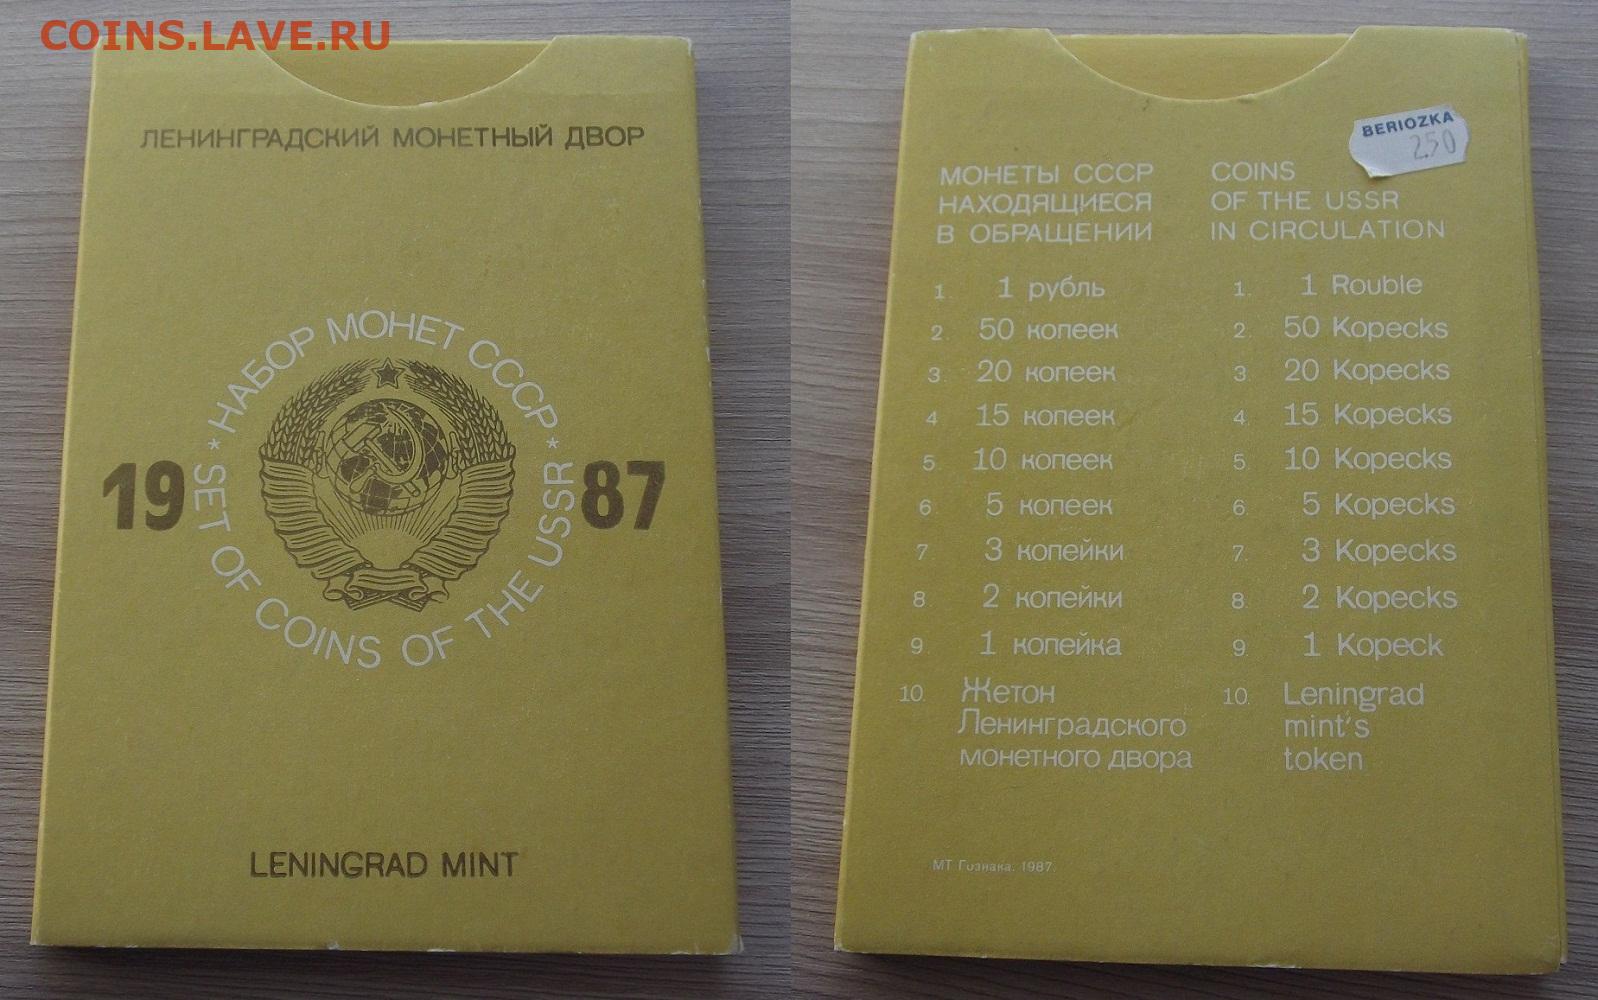 COINS.LAVE.RU
ЛЕНИНГРАДСКИЙ МОНЕТНЫЙ ДВОР
* НАБОР МОНЕТ СССР *
19 87
SET OF COINS OF THE USSR
LENINGRAD MINT
BERIOZKA
250
МОНЕТЫ СССР
НАХОДЯЩИЕСЯ
В ОБРАЩЕНИИ
1. 1 рубль
2. 50 копеек
3. 20 копеек
4. 15 копеек
5. 10 копеек
6. 5 копеек
7. 3 копейки
8. 2 копейки
9. 1 копейка
10. Жетон
Ленинградского
монетного двора
COINS
OF THE USSR
IN CIRCULATION
1. 1 Rouble
2. 50 Kopecks
3. 20 Kopecks
4. 15 Kopecks
5. 10 Kopecks
6. 5 Kopecks
7. 3 Kopecks
8. 2 Kopecks
9. 1 Kopeck
10. Leningrad
mint's
token
МТ Гознака. 1987.